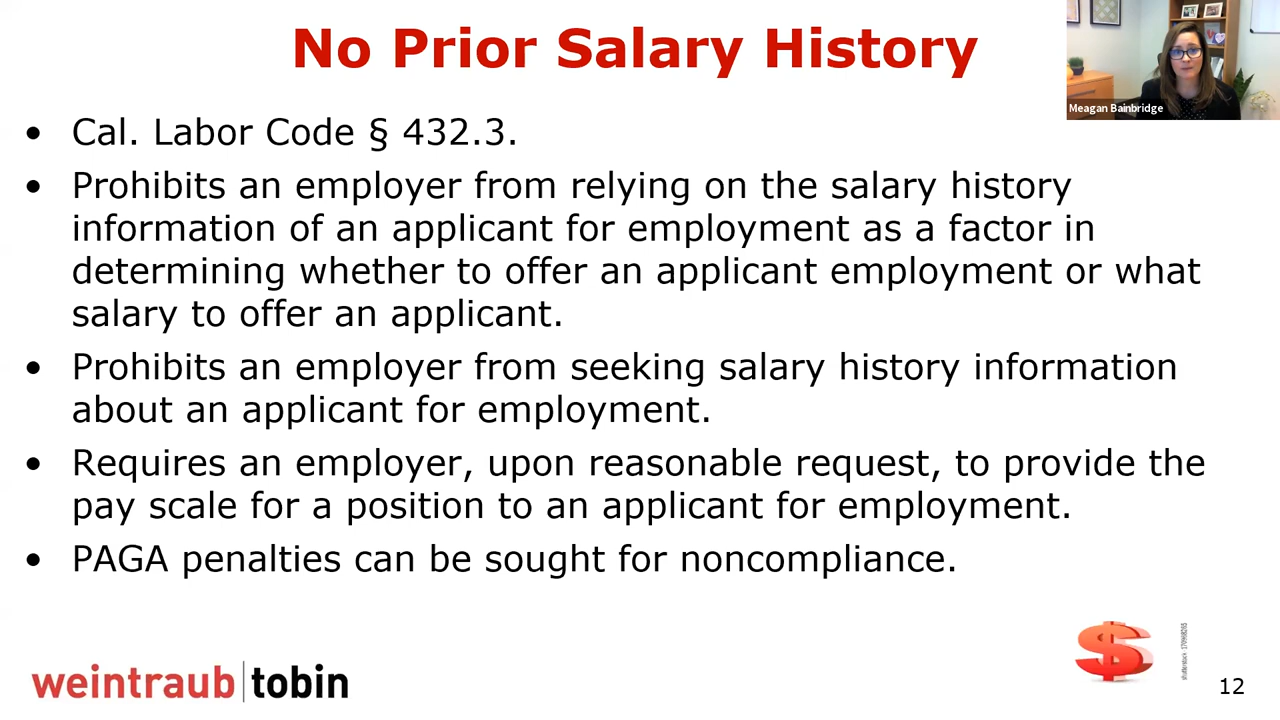 No Prior Salary History
Meagan Bainbridge
• Cal. Labor Code § 432.3.
• Prohibits an employer from relying on the salary history
information of an applicant for employment as a factor in
determining whether to offer an applicant employment or what
salary to offer an applicant.
• Prohibits an employer from seeking salary history information
about an applicant for employment.
• Requires an employer, upon reasonable request, to provide the
pay scale for a position to an applicant for employment.
• PAGA penalties can be sought for noncompliance.
weintraub|tobin
12